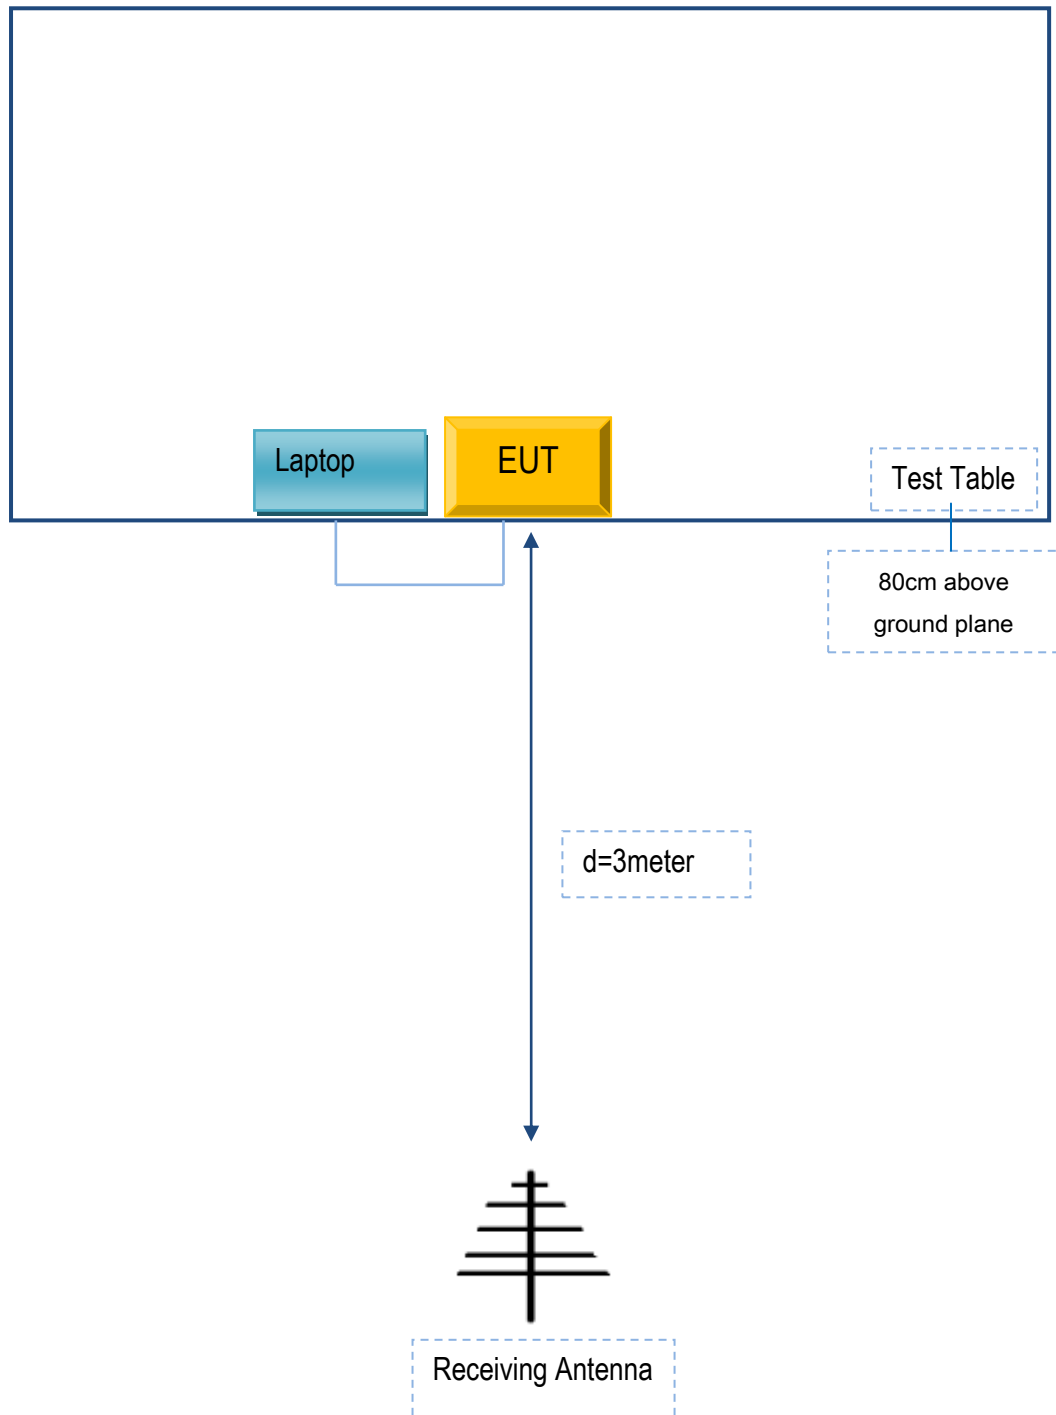 Laptop
EUT
Test Table
80cm above
ground plane
d=3meter
Receiving Antenna